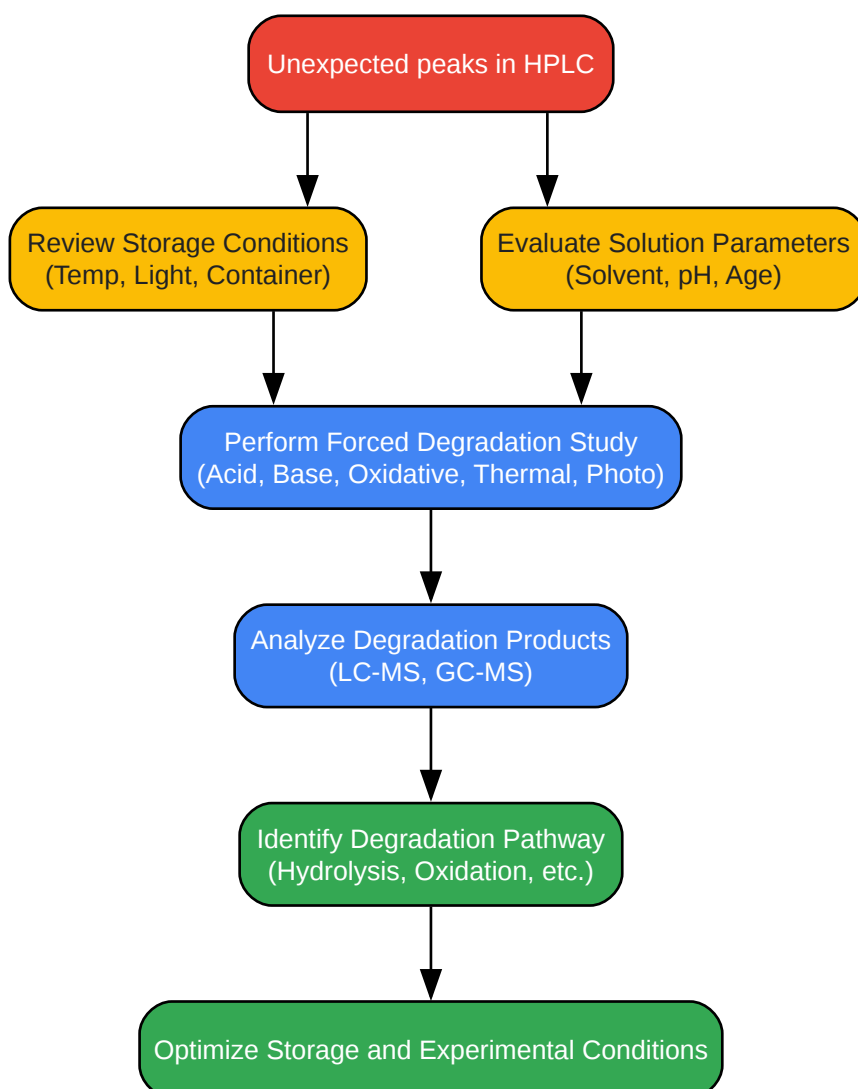 Unexpected peaks in HPLC
Review Storage Conditions
(Temp, Light, Container)
Evaluate Solution Parameters
(Solvent, pH, Age)
Perform Forced Degradation Study
(Acid, Base, Oxidative, Thermal, Photo)
Analyze Degradation Products
(LC-MS, GC-MS)
Identify Degradation Pathway
(Hydrolysis, Oxidation, etc.)
Optimize Storage and Experimental Conditions